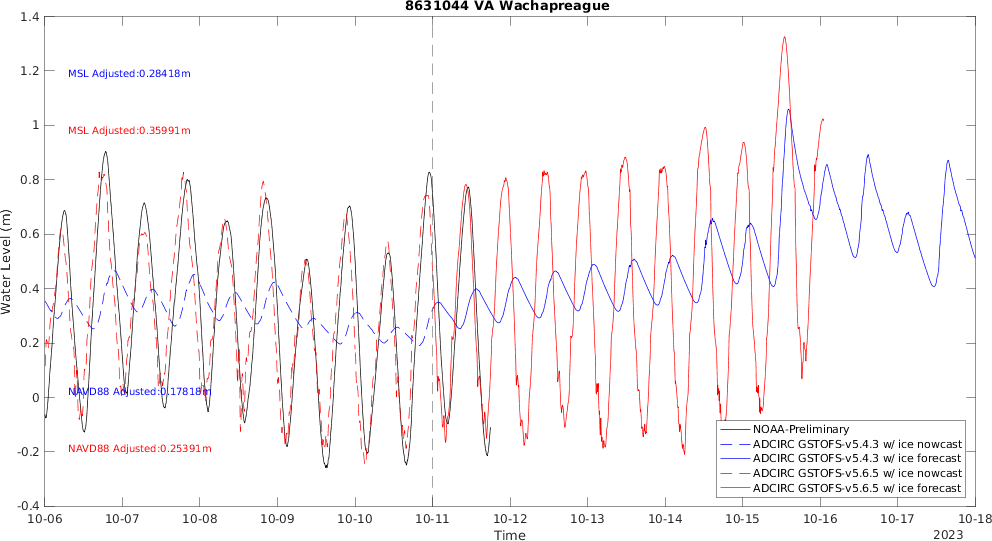 8631044 VA Wachapreague
1.4
1.2
1
0.8
0.6
0.4
0.2
0
-0.2
-0.4
Water Level (m)
MSL Adjusted:0.28418m
MSL Adjusted:0.35991m
NAVD88 Adjusted:0.17818m
NAVD88 Adjusted:0.25391m
NOAA-Preliminary
ADCIRC GSTOFS-v5.4.3 w/ ice nowcast
ADCIRC GSTOFS-v5.4.3 w/ ice forecast
ADCIRC GSTOFS-v5.6.5 w/ ice nowcast
ADCIRC GSTOFS-v5.6.5 w/ ice forecast
10-06 10-07 10-08 10-09 10-10 10-11 10-12 10-13 10-14 10-15 10-16 10-17 10-18
Time
2023